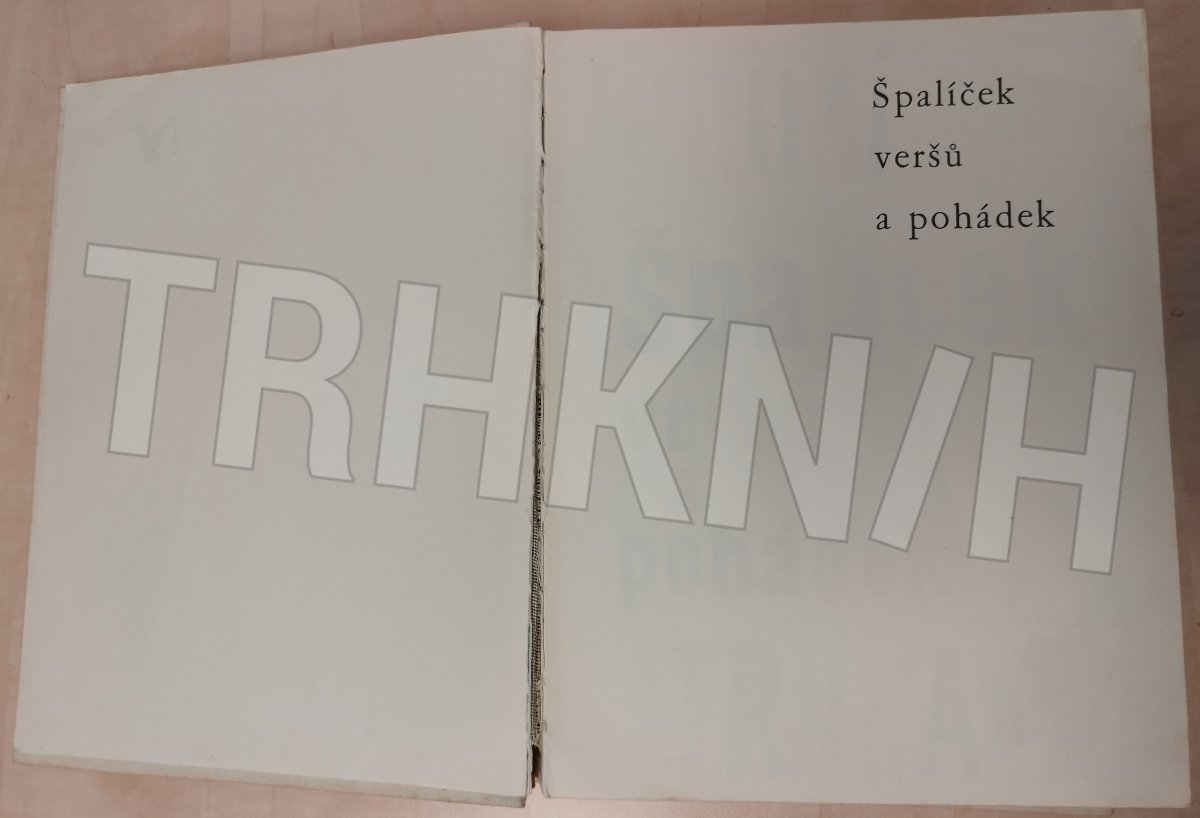 Špalíček
veršů
a pohádek
TRHKNIH